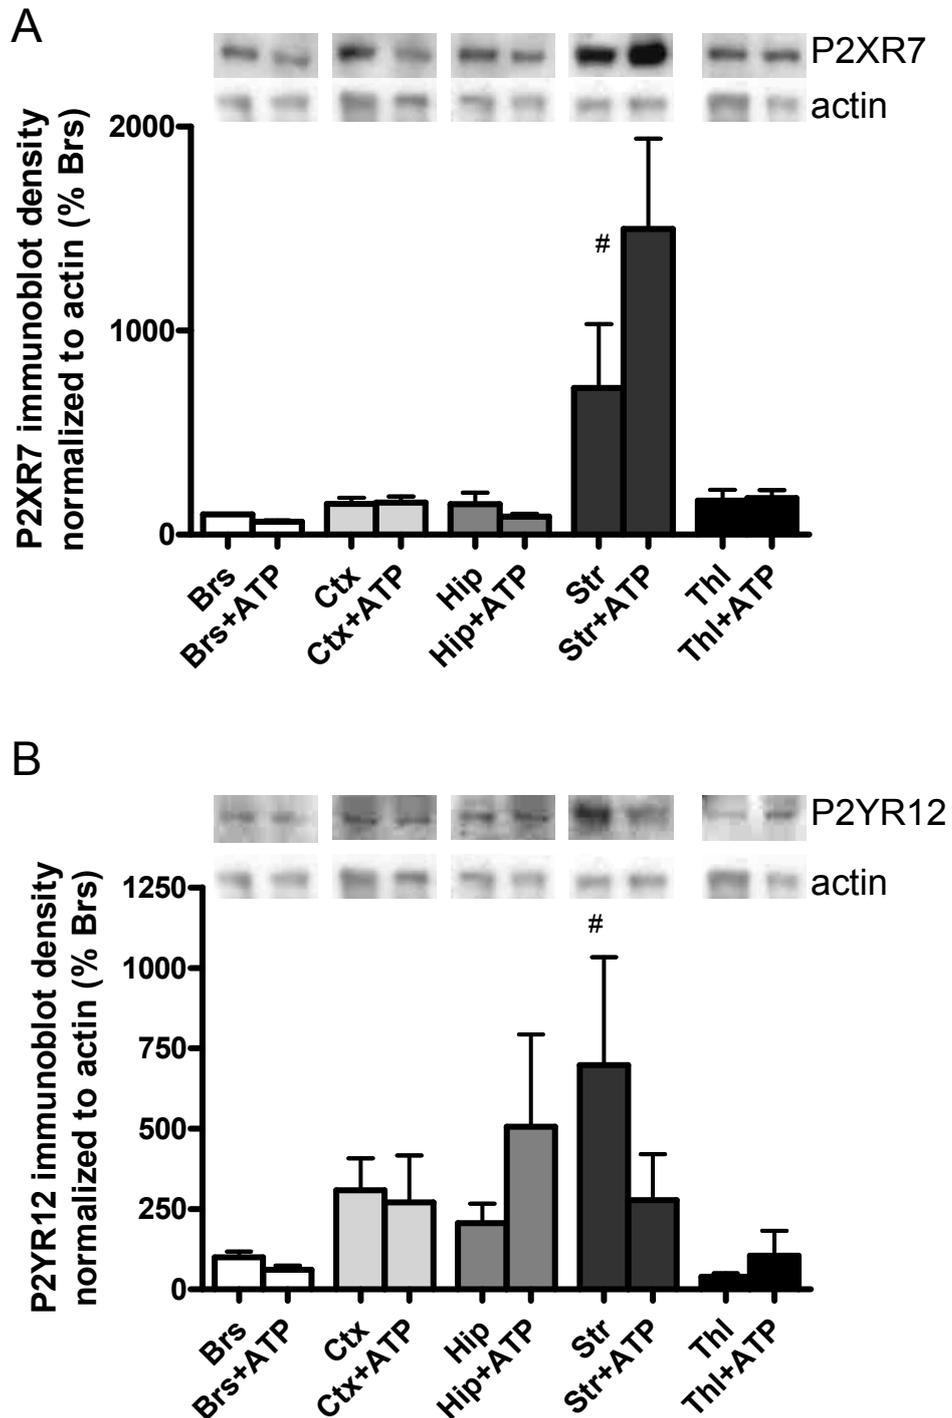 A
P2XR7
actin
P2XR7 immunoblot density
normalized to actin (% Brs)
2000
1000
0
#
Brs
Brs+ATP
Ctx
Ctx+ATP
Hip
Hip+ATP
Str
Str+ATP
Thl
Thl+ATP
B
P2YR12
actin
P2YR12 immunoblot density
normalized to actin (% Brs)
1250
1000
750
500
250
0
#
Brs
Brs+ATP
Ctx
Ctx+ATP
Hip
Hip+ATP
Str
Str+ATP
Thl
Thl+ATP